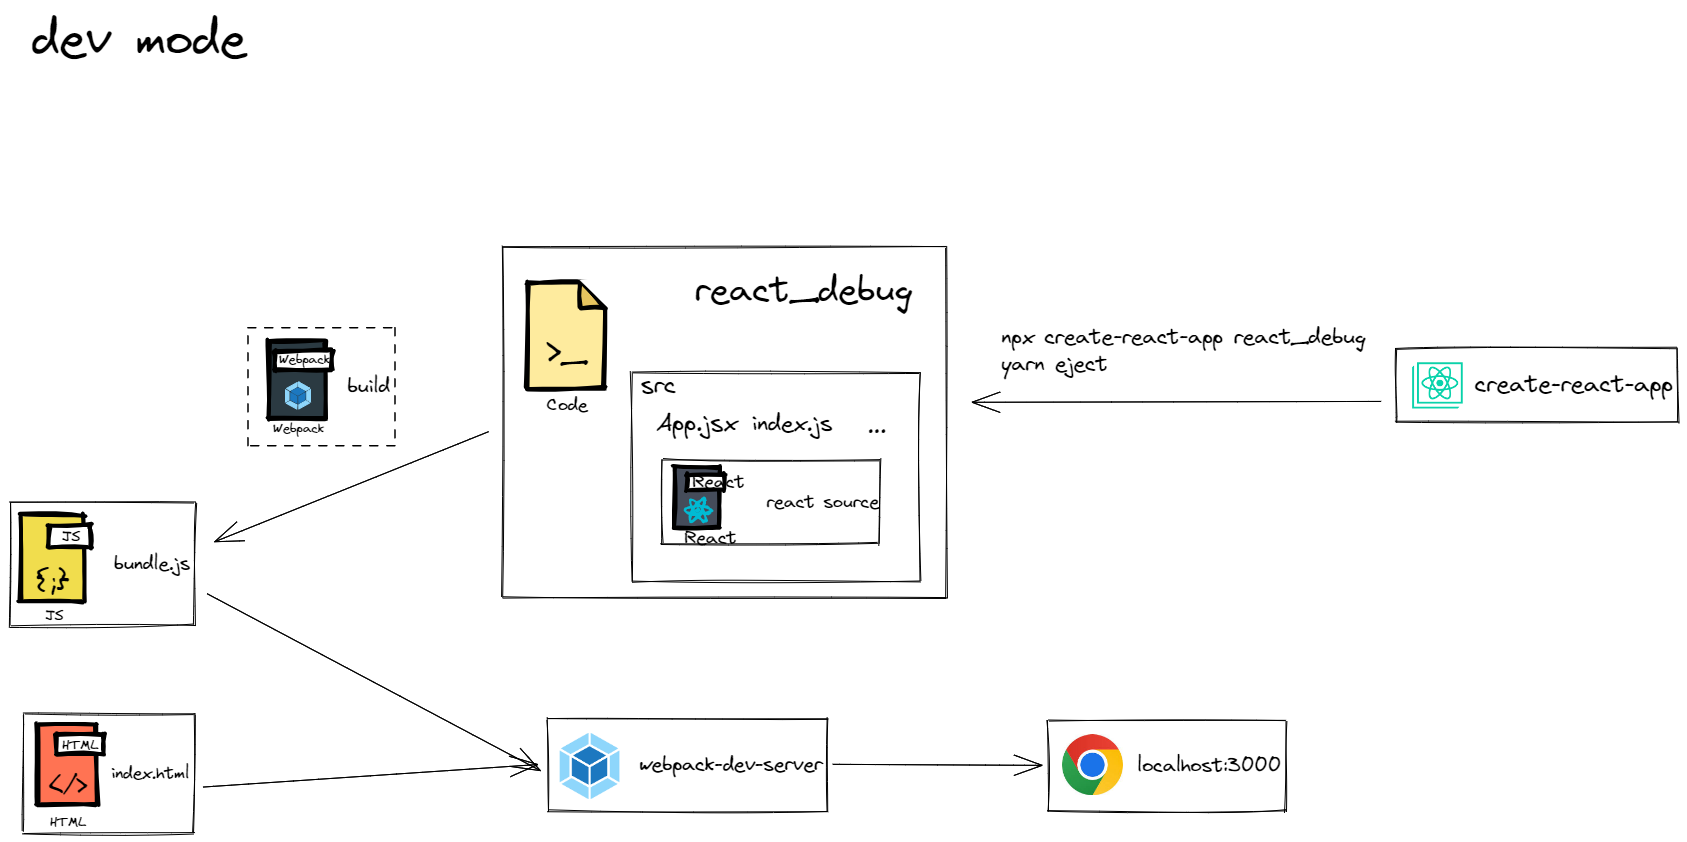 dev mode
react_debug
>_
Code
src
App.jsx index.js ...
React
react source
React
npx create-react-app react_debug
yarn eject
create-react-app
Webpack
build
Webpack
JS
{;}
bundle.js
JS
HTML
</>
index.html
HTML
webpack-dev-server
localhost:3000